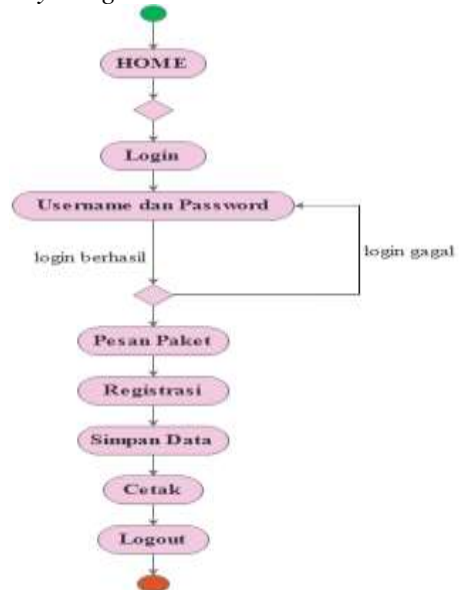 HOME
Login
Username dan Password
login berhasil
login gagal
Pesan Paket
Registrasi
Simpan Data
Cetak
Logout